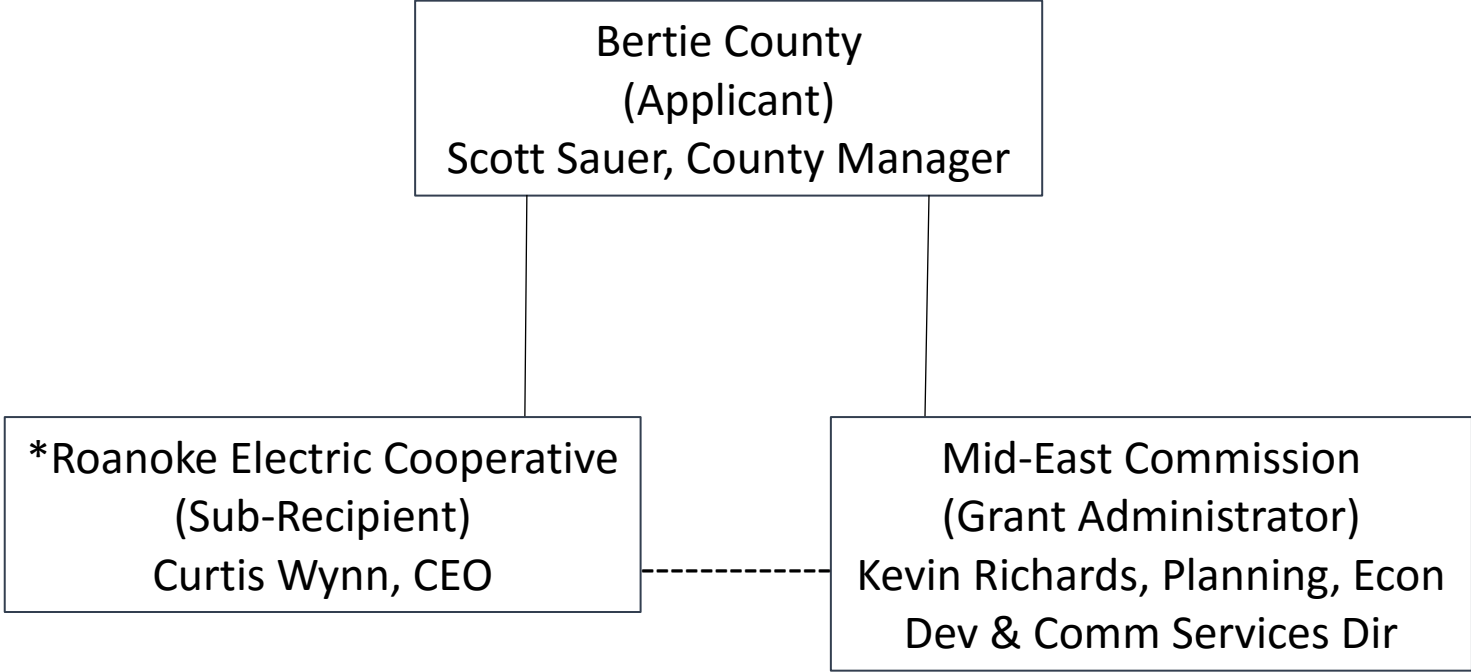 Bertie County
(Applicant)
Scott Sauer, County Manager
*Roanoke Electric Cooperative
(Sub-Recipient)
Curtis Wynn, CEO
Mid-East Commission
(Grant Administrator)
Kevin Richards, Planning, Econ
Dev & Comm Services Dir